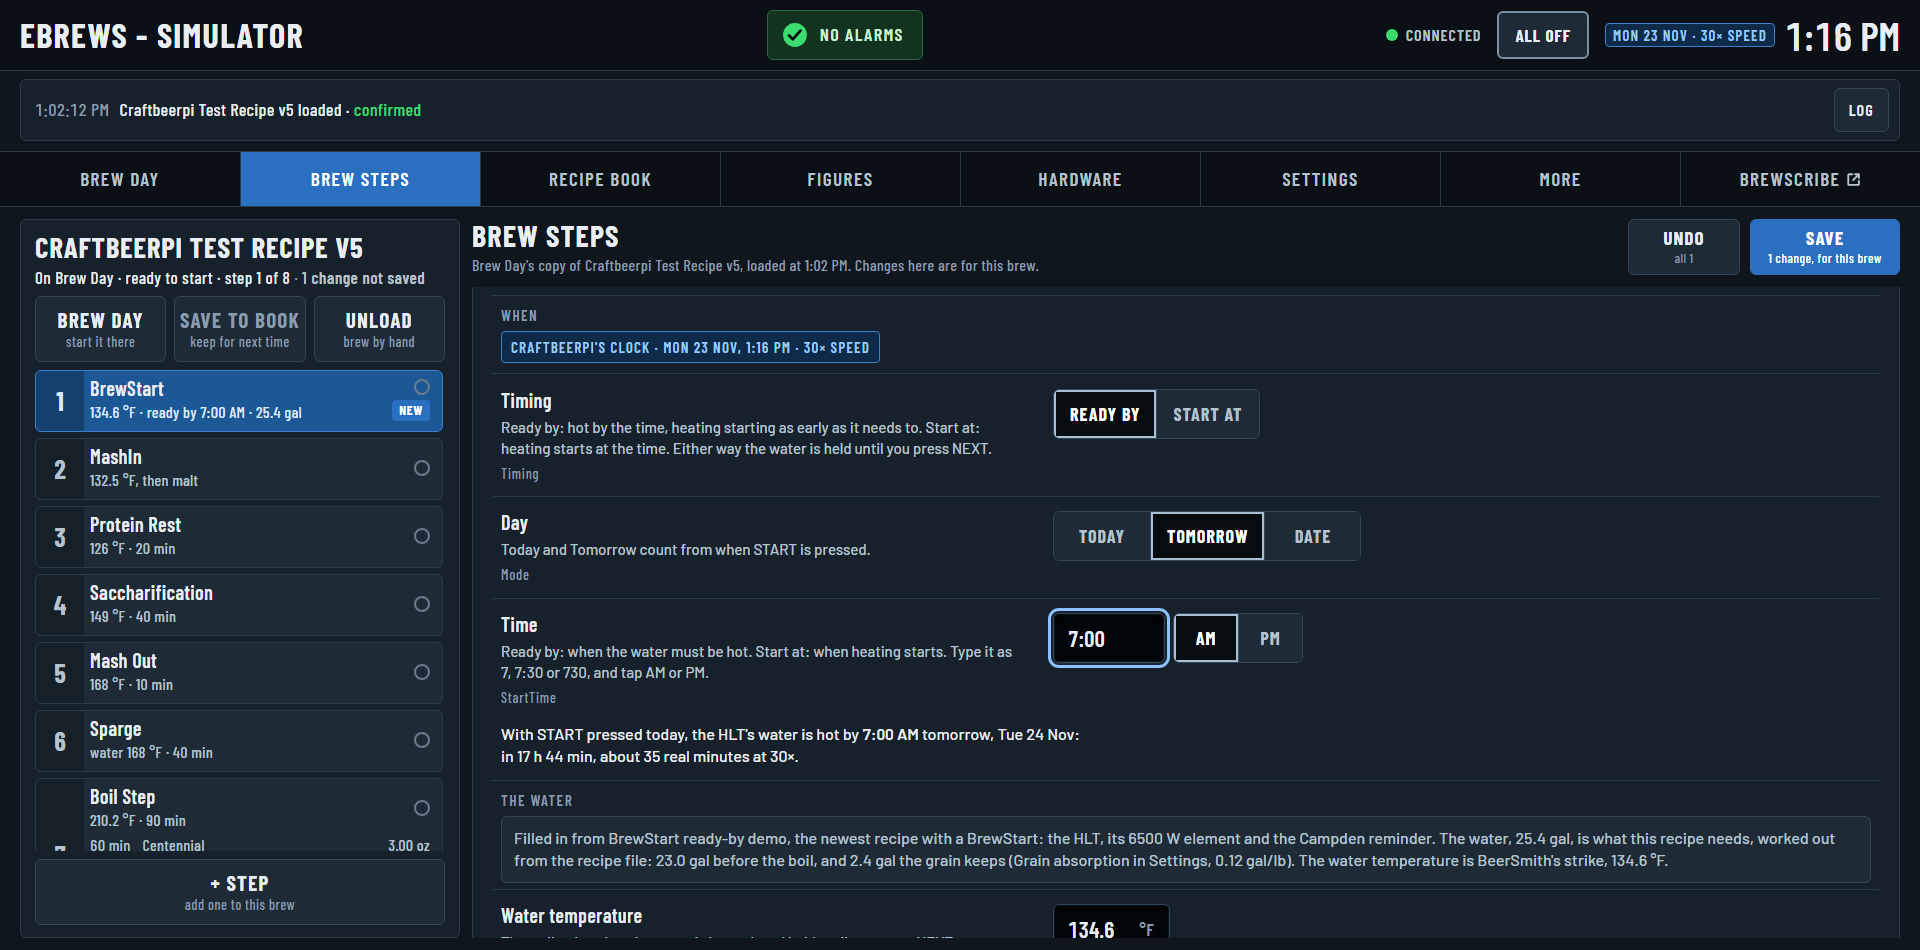 EBREWS - SIMULATOR
NO ALARMS
CONNECTED
ALL OFF
MON 23 NOV · 30× SPEED
1:16 PM
1:02:12 PM Craftbeerpi Test Recipe v5 loaded · confirmed
LOG
BREW DAY
BREW STEPS
RECIPE BOOK
FIGURES
HARDWARE
SETTINGS
MORE
BREWSCRIBE
CRAFTBEERPI TEST RECIPE V5
On Brew Day · ready to start · step 1 of 8 · 1 change not saved
BREW DAY
start it there
SAVE TO BOOK
keep for next time
UNLOAD
brew by hand
1
BrewStart
134.6 °F · ready by 7:00 AM · 25.4 gal
NEW
2
MashIn
132.5 °F, then malt
3
Protein Rest
126 °F · 20 min
4
Saccharification
149 °F · 40 min
5
Mash Out
168 °F · 10 min
6
Sparge
water 168 °F · 40 min
Boil Step
210.2 °F · 90 min
60 min Centennial 3.00 oz
+ STEP
add one to this brew
BREW STEPS
Brew Day's copy of Craftbeerpi Test Recipe v5, loaded at 1:02 PM. Changes here are for this brew.
UNDO
all 1
SAVE
1 change, for this brew
WHEN
CRAFTBEERPI'S CLOCK · MON 23 NOV, 1:16 PM · 30× SPEED
Timing
Ready by: hot by the time, heating starting as early as it needs to. Start at:
heating starts at the time. Either way the water is held until you press NEXT.
Timing
READY BY
START AT
Day
Today and Tomorrow count from when START is pressed.
Mode
TODAY
TOMORROW
DATE
Time
Ready by: when the water must be hot. Start at: when heating starts. Type it as
7, 7:30 or 730, and tap AM or PM.
StartTime
7:00
AM
PM
With START pressed today, the HLT's water is hot by 7:00 AM tomorrow, Tue 24 Nov:
in 17 h 44 min, about 35 real minutes at 30×.
THE WATER
Filled in from BrewStart ready-by demo, the newest recipe with a BrewStart: the HLT, its 6500 W element and the Campden reminder. The water, 25.4 gal, is what this recipe needs, worked out
from the recipe file: 23.0 gal before the boil, and 2.4 gal the grain keeps (Grain absorption in Settings, 0.12 gal/lb). The water temperature is BeerSmith's strike, 134.6 °F.
Water temperature
134.6 °F